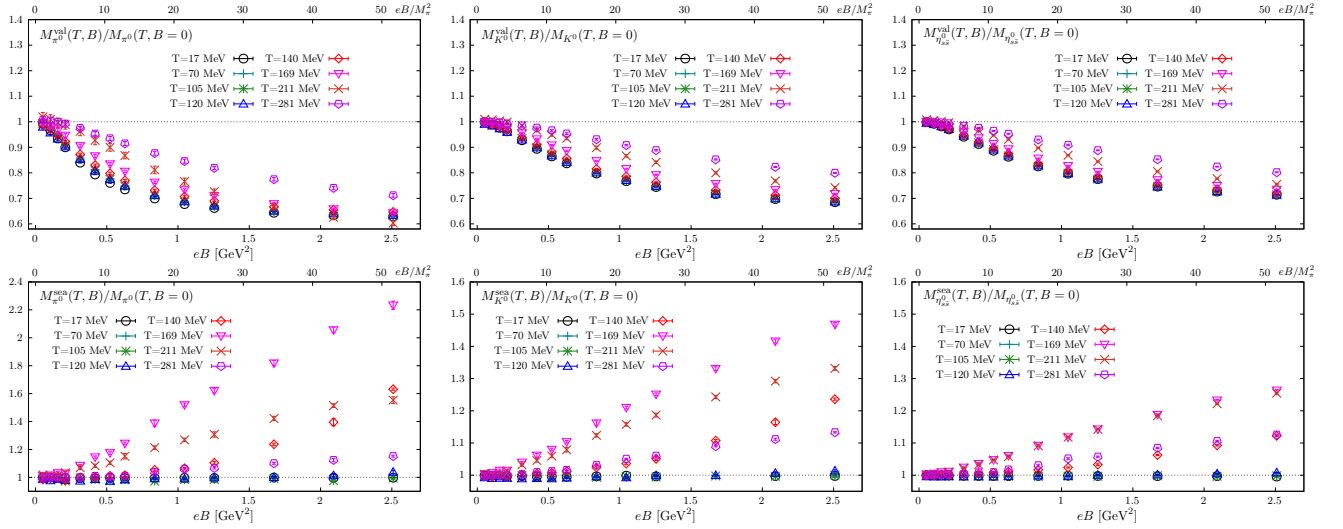 0 10 20 30 40 50 eB/M_π^2
M_{π^0}^{val}(T, B)/M_{π^0}(T, B = 0)
T=17 MeV T=140 MeV
T=70 MeV T=169 MeV
T=105 MeV T=211 MeV
T=120 MeV T=281 MeV
1.4
1.3
1.2
1.1
1
0.9
0.8
0.7
0.6
0 0.5 1 1.5 2 2.5
eB [GeV^2]
0 10 20 30 40 50 eB/M_π^2
M_{K^0}^{val}(T, B)/M_{K^0}(T, B = 0)
T=17 MeV T=140 MeV
T=70 MeV T=169 MeV
T=105 MeV T=211 MeV
T=120 MeV T=281 MeV
1.4
1.3
1.2
1.1
1
0.9
0.8
0.7
0.6
0 0.5 1 1.5 2 2.5
eB [GeV^2]
0 10 20 30 40 50 eB/M_π^2
M_{η^0_{ss̄}}^{val}(T, B)/M_{η^0_{ss̄}}(T, B = 0)
T=17 MeV T=140 MeV
T=70 MeV T=169 MeV
T=105 MeV T=211 MeV
T=120 MeV T=281 MeV
1.4
1.3
1.2
1.1
1
0.9
0.8
0.7
0.6
0 0.5 1 1.5 2 2.5
eB [GeV^2]
0 10 20 30 40 50 eB/M_π^2
M_{π^0}^{sea}(T, B)/M_{π^0}(T, B = 0)
T=17 MeV T=140 MeV
T=70 MeV T=169 MeV
T=105 MeV T=211 MeV
T=120 MeV T=281 MeV
2.4
2.2
2
1.8
1.6
1.4
1.2
1
0 0.5 1 1.5 2 2.5
eB [GeV^2]
0 10 20 30 40 50 eB/M_π^2
M_{K^0}^{sea}(T, B)/M_{K^0}(T, B = 0)
T=17 MeV T=140 MeV
T=70 MeV T=169 MeV
T=105 MeV T=211 MeV
T=120 MeV T=281 MeV
1.6
1.5
1.4
1.3
1.2
1.1
1
0.9
0 0.5 1 1.5 2 2.5
eB [GeV^2]
0 10 20 30 40 50 eB/M_π^2
M_{η^0_{ss̄}}^{sea}(T, B)/M_{η^0_{ss̄}}(T, B = 0)
T=17 MeV T=140 MeV
T=70 MeV T=169 MeV
T=105 MeV T=211 MeV
T=120 MeV T=281 MeV
1.6
1.5
1.4
1.3
1.2
1.1
1
0.9
0 0.5 1 1.5 2 2.5
eB [GeV^2]